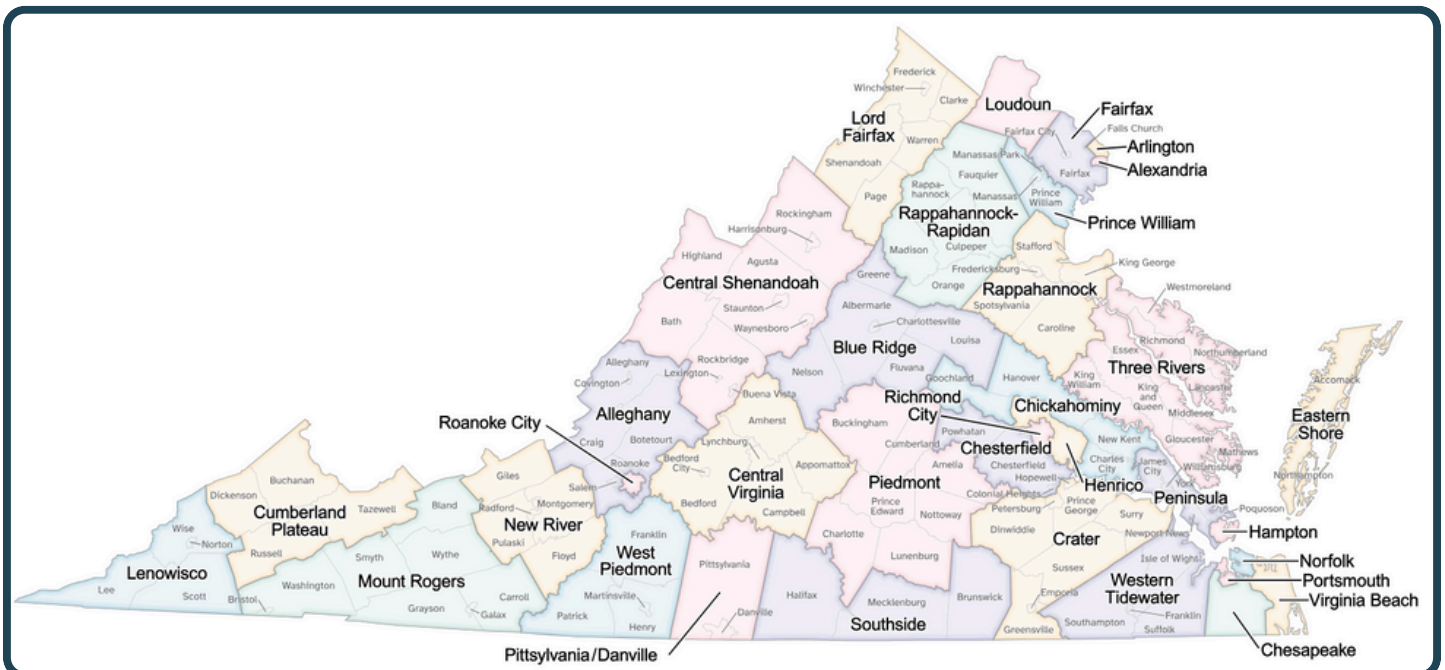 Frederick
Winchester
Clarke
Loudoun
Lord
Fairfax
Fairfax
Fairfax City
Falls Church
Arlington
Warren
Alexandria
Manassas Park
Shenandoah
Fauquier
Fairfax
Rappa-
hannock
Manassas
Prince
William
Page
Rappahannock-
Rapidan
Prince William
Rockingham
Harrisonburg
Madison
Culpeper
Stafford
Highland
Agusta
Greene
Fredericksburg
King George
Central Shenandoah
Orange
Rappahannock
Westmoreland
Staunton
Albermarle
Spotsylvania
Bath
Waynesboro
Charlottesville
Caroline
Louisa
Richmond
Essex
Northumberland
Blue Ridge
Alleghany
Rockbridge
Nelson
Fluvana
Three Rivers
Lexington
Covington
Goochland
Hanover
King
William
Accomack
King
and
Queen
Lancaster
Buena Vista
Richmond
City
Chickahominy
Middlesex
Alleghany
Amherst
Buckingham
Eastern
Shore
Roanoke City
Craig
Botetourt
Lynchburg
Cumberland
Powhatan
New Kent
Gloucester
Mathews
Chesterfield
Bedford
City
Appomattox
Amelia
Chesterfield
Charles
City
James
City
Williamsburg
Roanoke
Salem
Central
Virginia
Piedmont
Hopewell
Henrico
York
Northampton
Buchanan
Giles
Dickenson
Tazewell
Bland
Radford
Montgomery
Bedford
Campbell
Prince
Edward
Nottoway
Colonial Heights
Petersburg
Prince
George
Surry
Peninsula
Poquoson
Cumberland
Plateau
New River
Wise
Norton
Pulaski
Franklin
Charlotte
Dinwiddie
Newport News
Hampton
Russell
Smyth
Wythe
Floyd
West
Piedmont
Lunenburg
Crater
Isle of Wight
Norfolk
Lenowisco
Mount Rogers
Pittsylvania
Sussex
Portsmouth
Lee
Scott
Washington
Bristol
Carroll
Martinsville
Halifax
Mecklenburg
Brunswick
Emporia
Western
Tidewater
Virginia Beach
Grayson
Galax
Patrick
Henry
Danville
Southside
Greensville
Southampton
Franklin
Suffolk
Pittsylvania/Danville
Chesapeake